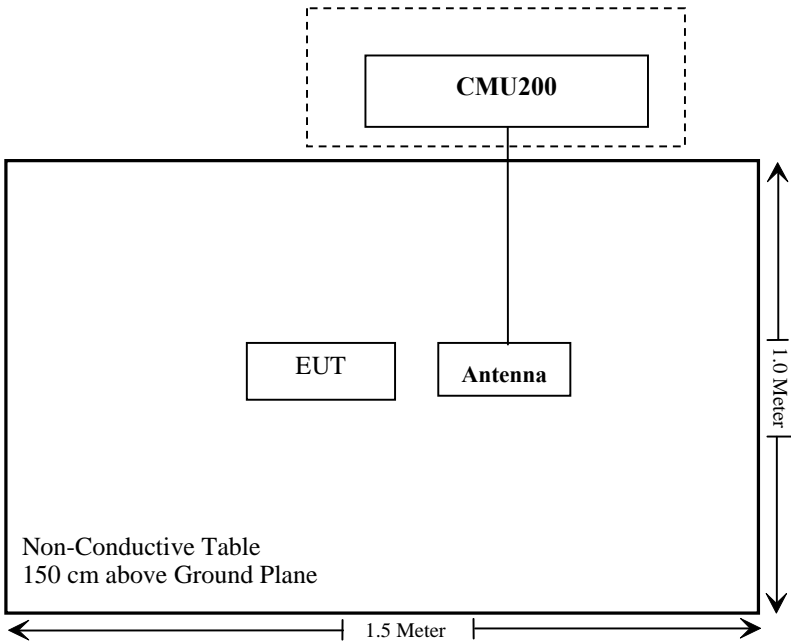 CMU200
EUT
Antenna
1.0 Meter
Non-Conductive Table
150 cm above Ground Plane
1.5 Meter